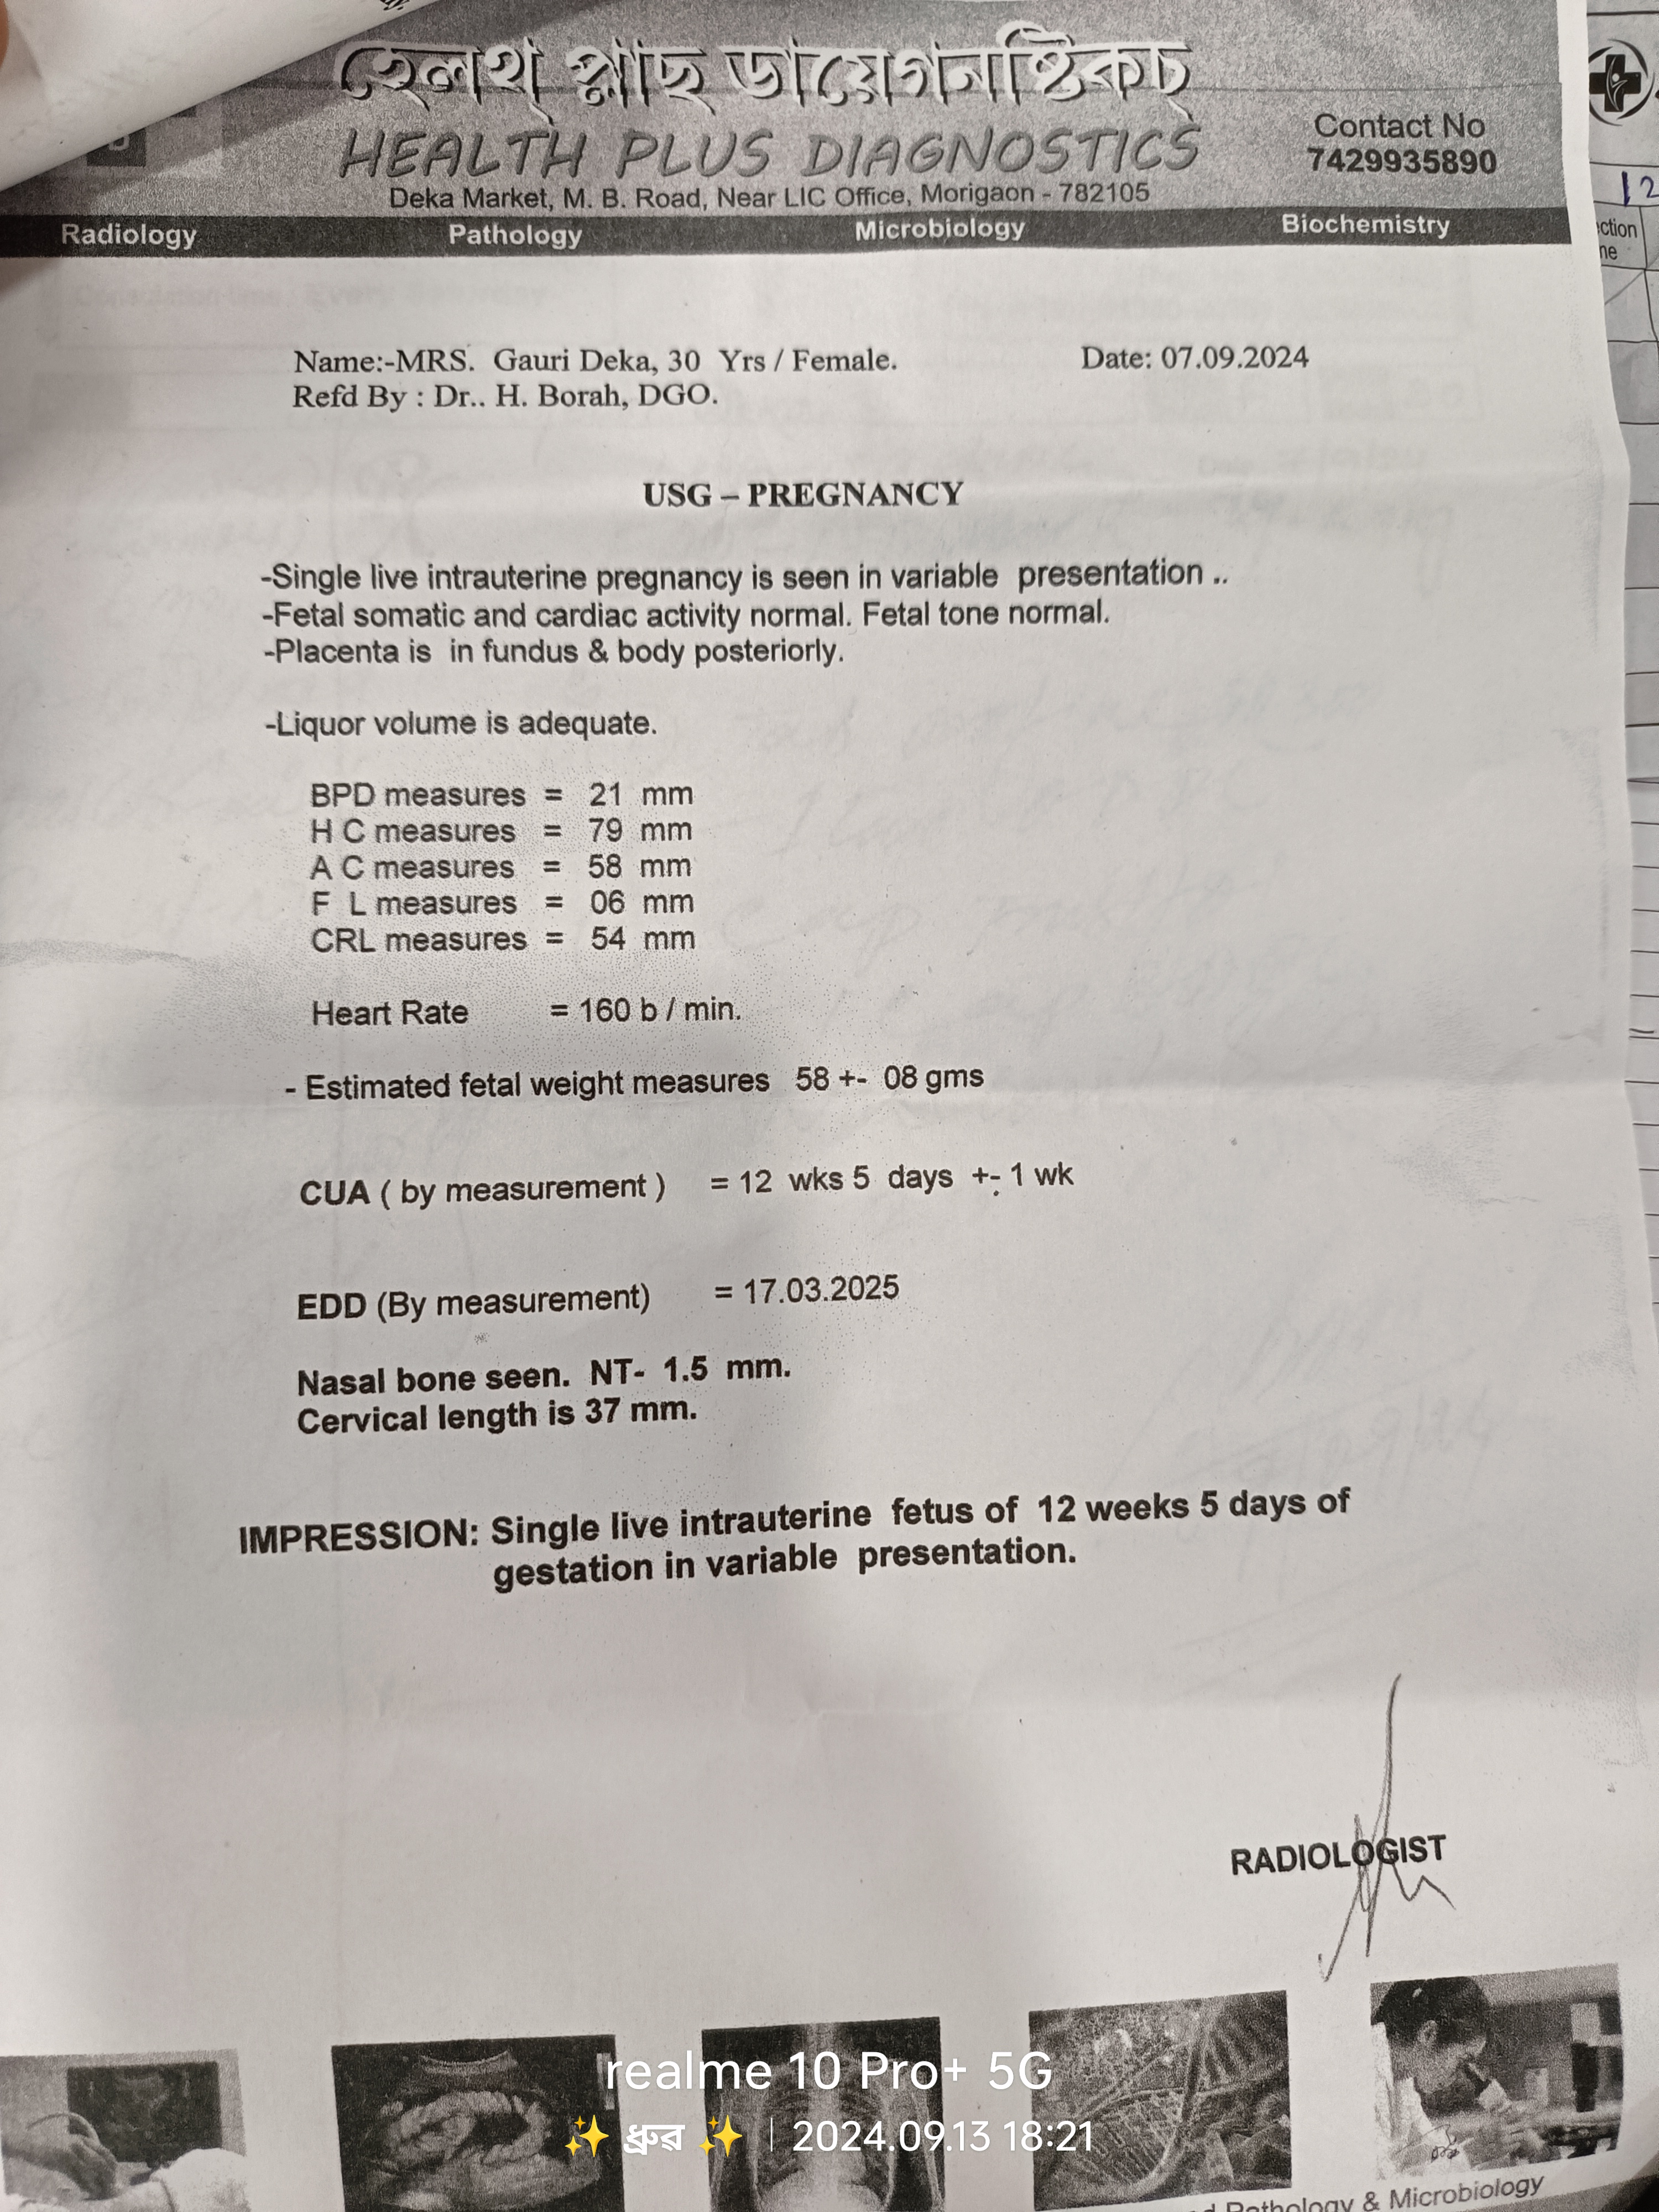 হেলথ প্লাছ ডায়েগনষ্টিকচ্
HEALTH PLUS DIAGNOSTICS
Contact No
7429935890
Deka Market, M. B. Road, Near LIC Office, Morigaon - 782105
Radiology Pathology Microbiology Biochemistry
Name:-MRS. Gauri Deka, 30 Yrs / Female. Date: 07.09.2024
Refd By : Dr.. H. Borah, DGO.
USG – PREGNANCY
-Single live intrauterine pregnancy is seen in variable presentation ..
-Fetal somatic and cardiac activity normal. Fetal tone normal.
-Placenta is in fundus & body posteriorly.
-Liquor volume is adequate.
BPD measures = 21 mm
H C measures = 79 mm
A C measures = 58 mm
F L measures = 06 mm
CRL measures = 54 mm
Heart Rate = 160 b / min.
- Estimated fetal weight measures 58 +- 08 gms
CUA ( by measurement ) = 12 wks 5 days +- 1 wk
EDD (By measurement) = 17.03.2025
Nasal bone seen. NT- 1.5 mm.
Cervical length is 37 mm.
IMPRESSION: Single live intrauterine fetus of 12 weeks 5 days of
gestation in variable presentation.
RADIOLOGIST
realme 10 Pro+ 5G
✨ ধ্ৰুৱ ✨ | 2024.09.13 18:21
Pathology & Microbiology